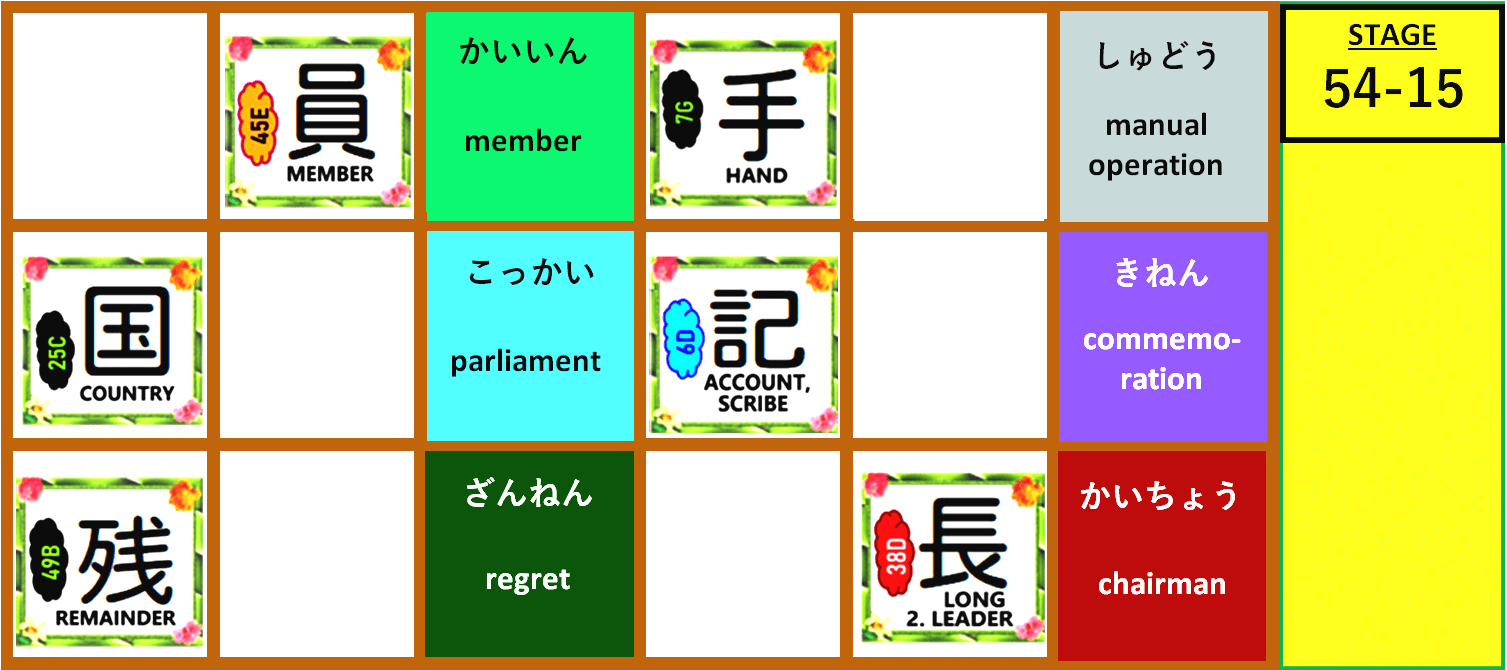 45E
員
MEMBER
かいいん
member
7G
手
HAND
しゅどう
manual
operation
STAGE
54-15
25C
国
COUNTRY
こっかい
parliament
6D
記
ACCOUNT,
SCRIBE
きねん
commemo-
ration
49B
残
REMAINDER
ざんねん
regret
38D
長
LONG
2. LEADER
かいちょう
chairman